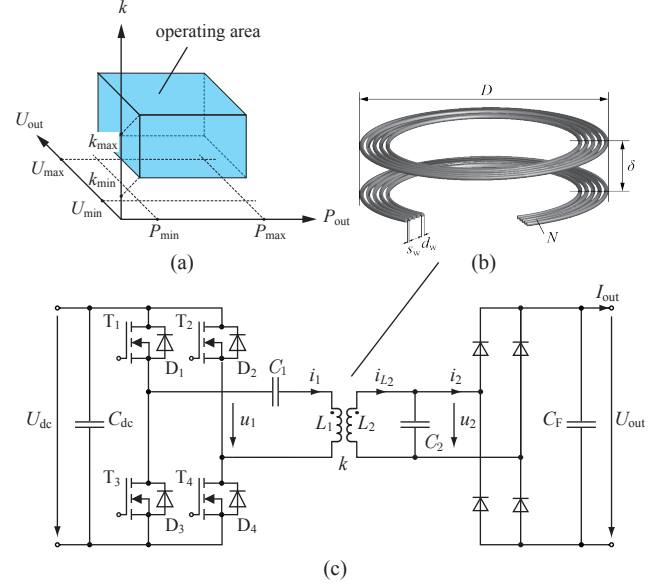 k
operating area
U_out
k_max
U_max
k_min
U_min
P_min
P_max
P_out
(a)
D
δ
s_w
d_w
N
(b)
T_1
T_2
D_1
D_2
C_1
i_1
i_L2
i_2
I_out
U_dc
C_dc
u_1
L_1
L_2
C_2
u_2
C_F
U_out
k
T_3
T_4
D_3
D_4
(c)